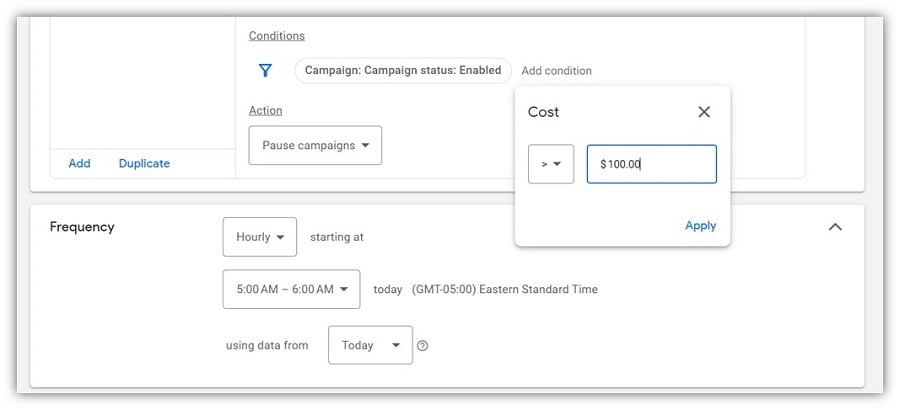 Conditions
Campaign: Campaign status: Enabled Add condition
Cost
> $100.00
Apply
Action
Pause campaigns
Add Duplicate
Frequency
Hourly starting at
5:00 AM – 6:00 AM today (GMT-05:00) Eastern Standard Time
using data from Today